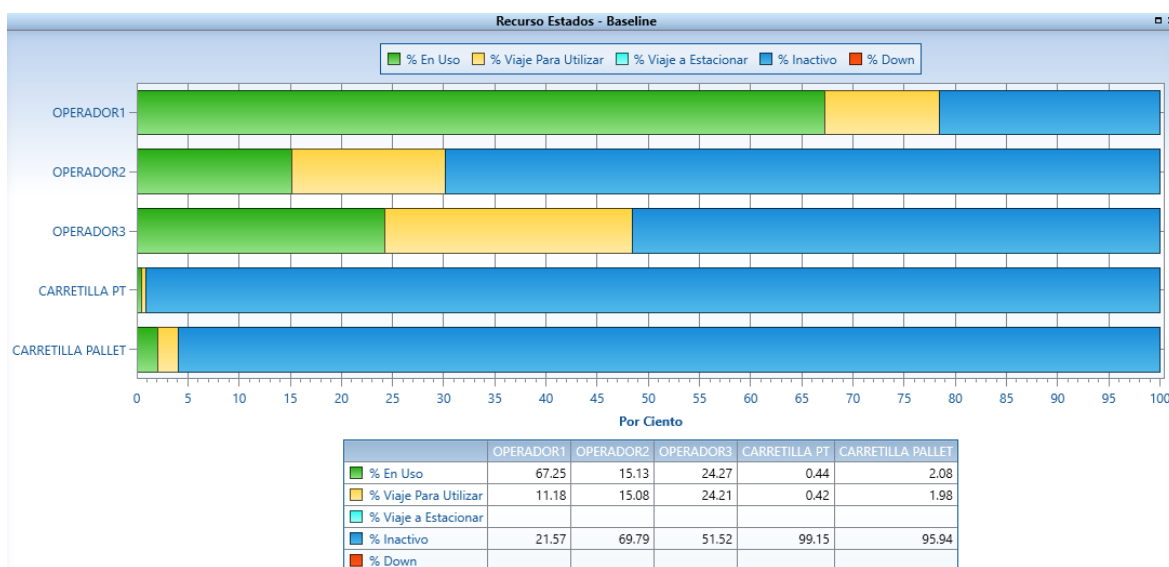 Recurso Estados - Baseline
% En Uso % Viaje Para Utilizar % Viaje a Estacionar % Inactivo % Down
OPERADOR1
OPERADOR2
OPERADOR3
CARRETILLA PT
CARRETILLA PALLET
0 5 10 15 20 25 30 35 40 45 50 55 60 65 70 75 80 85 90 95 100
Por Ciento
OPERADOR1 OPERADOR2 OPERADOR3 CARRETILLA PT CARRETILLA PALLET
% En Uso 67.25 15.13 24.27 0.44 2.08
% Viaje Para Utilizar 11.18 15.08 24.21 0.42 1.98
% Viaje a Estacionar
% Inactivo 21.57 69.79 51.52 99.15 95.94
% Down